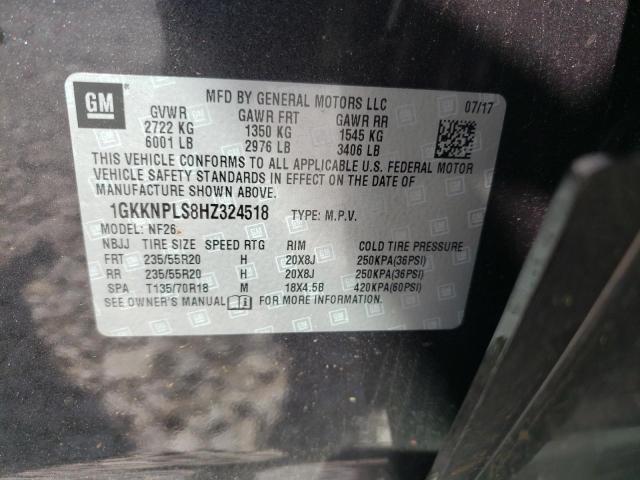 GM
MFD BY GENERAL MOTORS LLC
07/17
GVWR GAWR FRT GAWR RR
2722 KG 1350 KG 1545 KG
6001 LB 2976 LB 3406 LB
THIS VEHICLE CONFORMS TO ALL APPLICABLE U.S. FEDERAL MOTOR
VEHICLE SAFETY STANDARDS IN EFFECT ON THE DATE OF
MANUFACTURE SHOWN ABOVE.
1GKKNPLS8HZ324518 TYPE: M.P.V.
MODEL: NF26
NBJJ TIRE SIZE SPEED RTG RIM COLD TIRE PRESSURE
FRT 235/55R20 H 20X8J 250KPA(36PSI)
RR 235/55R20 H 20X8J 250KPA(36PSI)
SPA T135/70R18 M 18X4.5B 420KPA(60PSI)
SEE OWNER'S MANUAL FOR MORE INFORMATION.